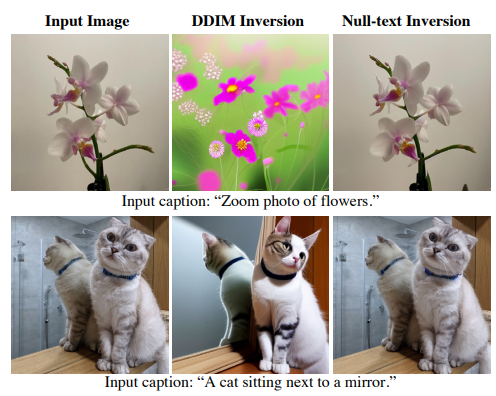 Input Image DDIM Inversion Null-text Inversion
Input caption: “Zoom photo of flowers.”
Input caption: “A cat sitting next to a mirror.”